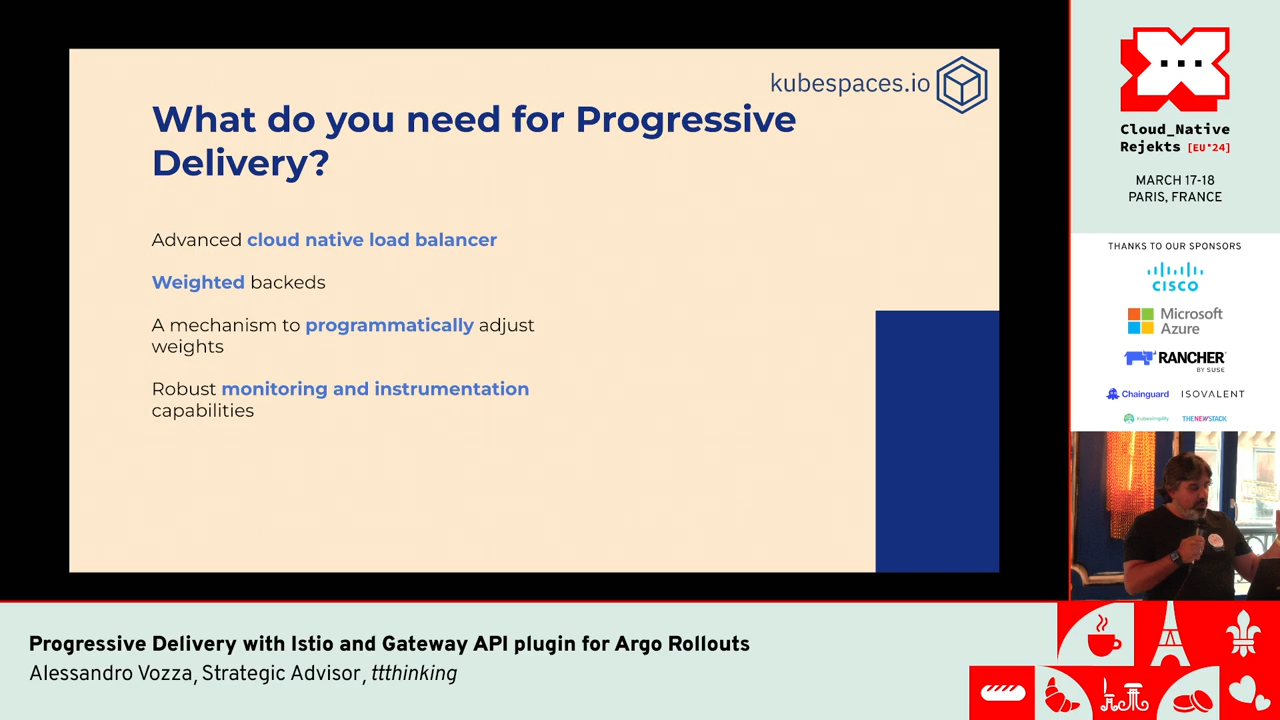 kubespaces.io
What do you need for Progressive
Delivery?
Advanced cloud native load balancer
Weighted backeds
A mechanism to programmatically adjust
weights
Robust monitoring and instrumentation
capabilities
Cloud_Native
Rejekts [EU'24]
MARCH 17-18
PARIS, FRANCE
THANKS TO OUR SPONSORS
CISCO
Microsoft
Azure
RANCHER
BY SUSE
Chainguard ISOVALENT
kubesimplify THENEWSTACK
Progressive Delivery with Istio and Gateway API plugin for Argo Rollouts
Alessandro Vozza, Strategic Advisor, ttthinking